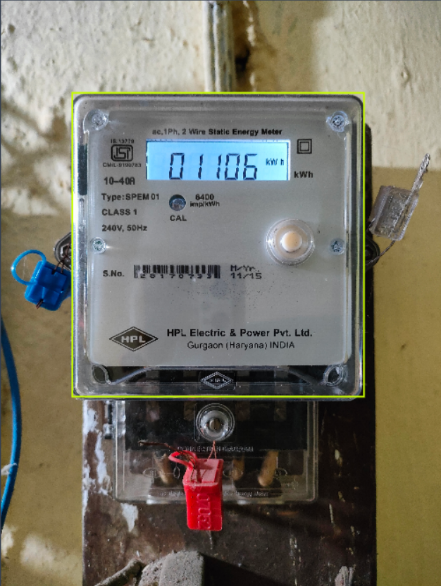 ac,1Ph, 2 Wire Static Energy Meter
IS 13779
ISI
01106 kWh
kWh
10-40A
Type:SPEM 01
6400
imp/kWh
CLASS 1
CAL
240V, 50Hz
S.No.
M/Yr.
11/15
HPL
HPL Electric & Power Pvt. Ltd.
Gurgaon (Haryana) INDIA